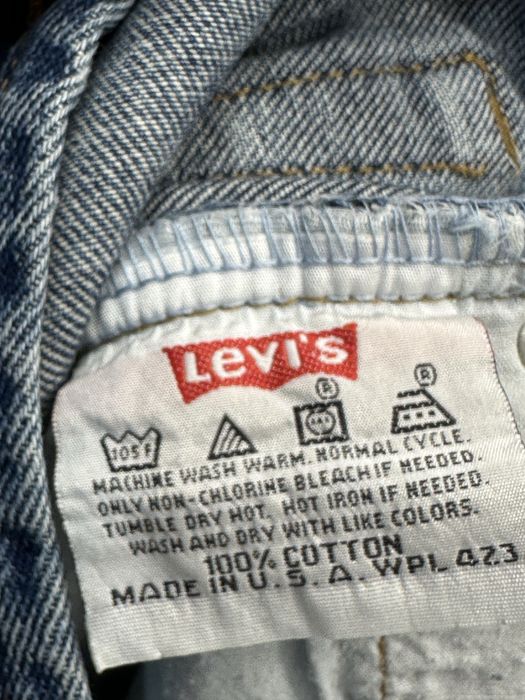 Levi's
®
®
105F
MACHINE WASH WARM. NORMAL CYCLE.
ONLY NON-CHLORINE BLEACH IF NEEDED.
TUMBLE DRY HOT. HOT IRON IF NEEDED.
WASH AND DRY WITH LIKE COLORS.
100% COTTON
MADE IN U.S.A. WPL 423